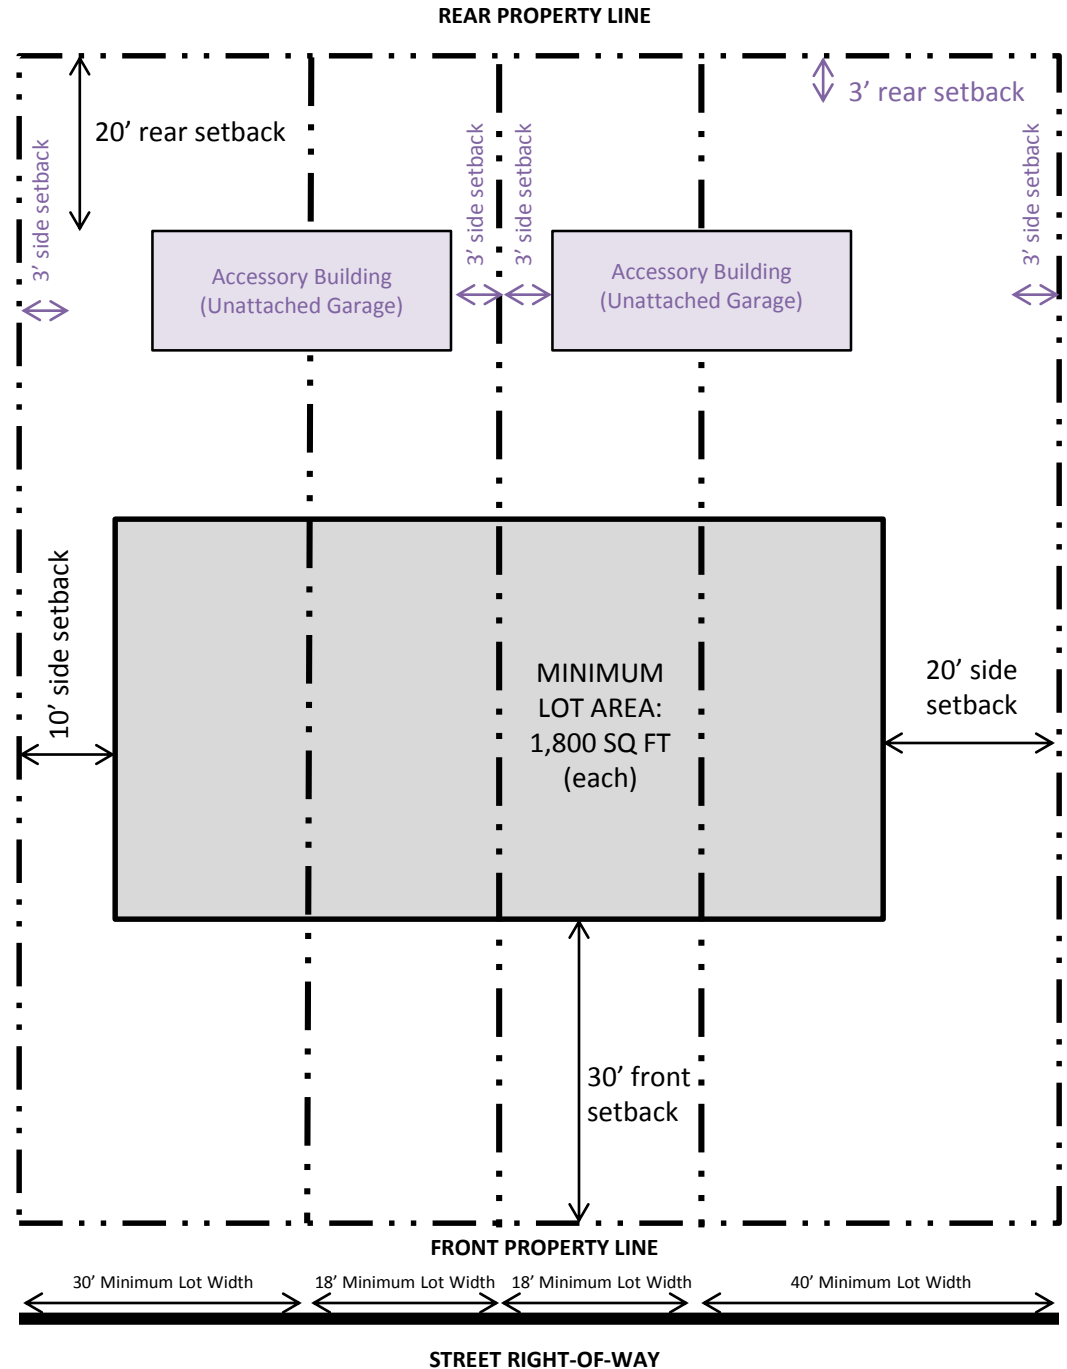 REAR PROPERTY LINE
3’ rear setback
20’ rear setback
3’ side setback
3’ side setback
3’ side setback
3’ side setback
Accessory Building
(Unattached Garage)
Accessory Building
(Unattached Garage)
10’ side setback
MINIMUM
LOT AREA:
1,800 SQ FT
(each)
20’ side
setback
30’ front
setback
FRONT PROPERTY LINE
30’ Minimum Lot Width
18’ Minimum Lot Width
18’ Minimum Lot Width
40’ Minimum Lot Width
STREET RIGHT-OF-WAY